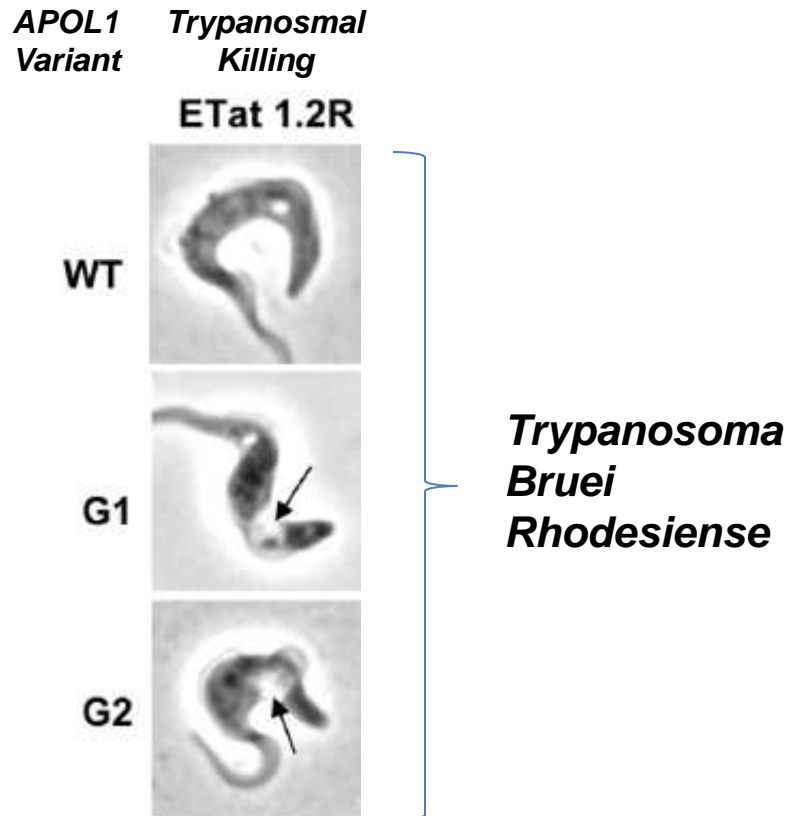 APOL1 Trypanosmal
Variant Killing
ETat 1.2R
WT
G1
G2
Trypanosoma
Bruei
Rhodesiense